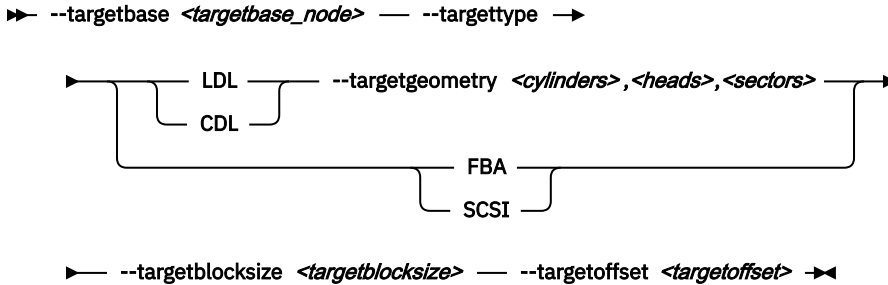 --targetbase <targetbase_node> --targettype
LDL --targetgeometry <cylinders>,<heads>,<sectors>
CDL
FBA
SCSI
--targetblocksize <targetblocksize> --targetoffset <targetoffset>